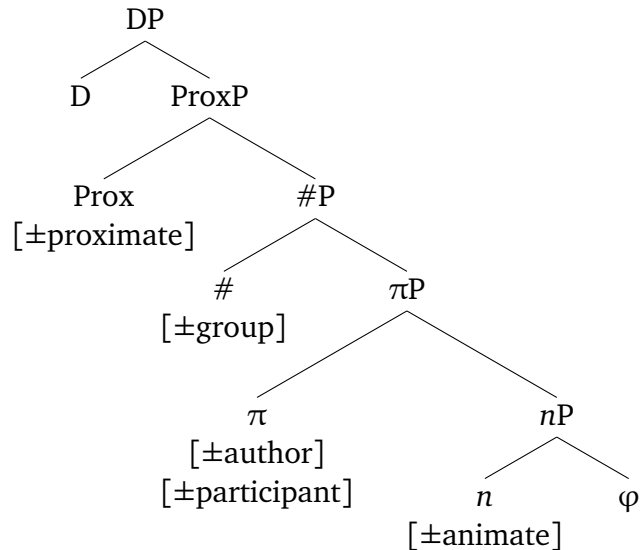 DP
D ProxP
Prox #P
[±proximate]
# πP
[±group]
π nP
[±author]
[±participant] n φ
[±animate]